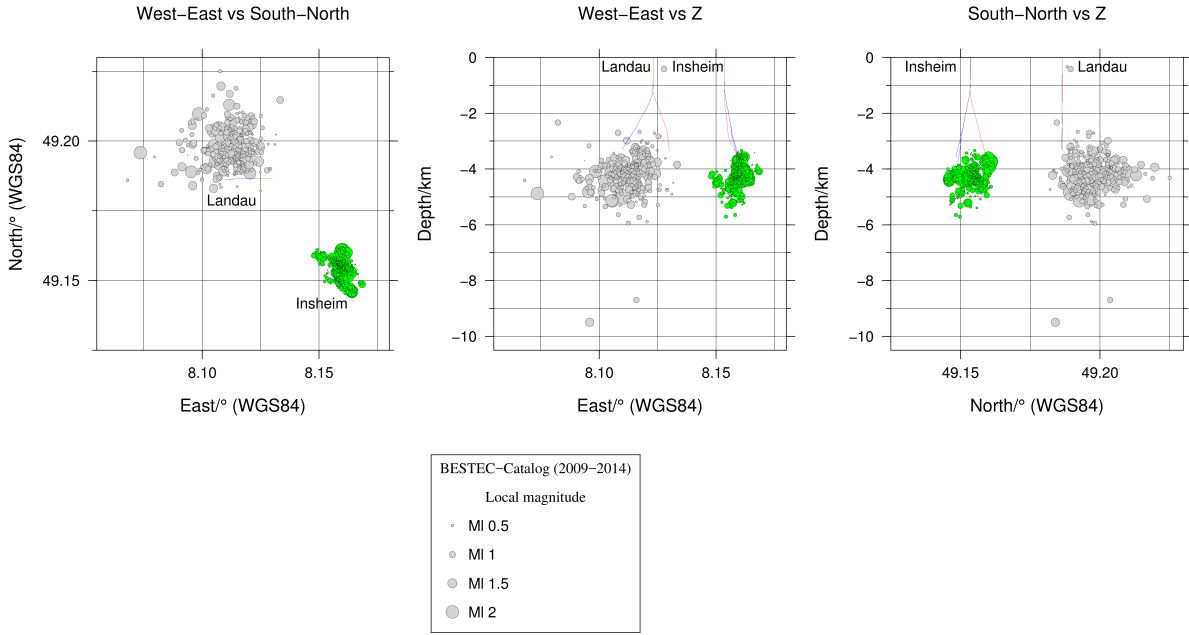 West−East vs South−North
49.20
49.15
North/° (WGS84)
Landau
Insheim
8.10
8.15
East/° (WGS84)
West−East vs Z
Landau
Insheim
0
−2
−4
−6
−8
−10
Depth/km
8.10
8.15
East/° (WGS84)
South−North vs Z
Insheim
Landau
0
−2
−4
−6
−8
−10
Depth/km
49.15
49.20
North/° (WGS84)
BESTEC−Catalog (2009−2014)
Local magnitude
Ml 0.5
Ml 1
Ml 1.5
Ml 2